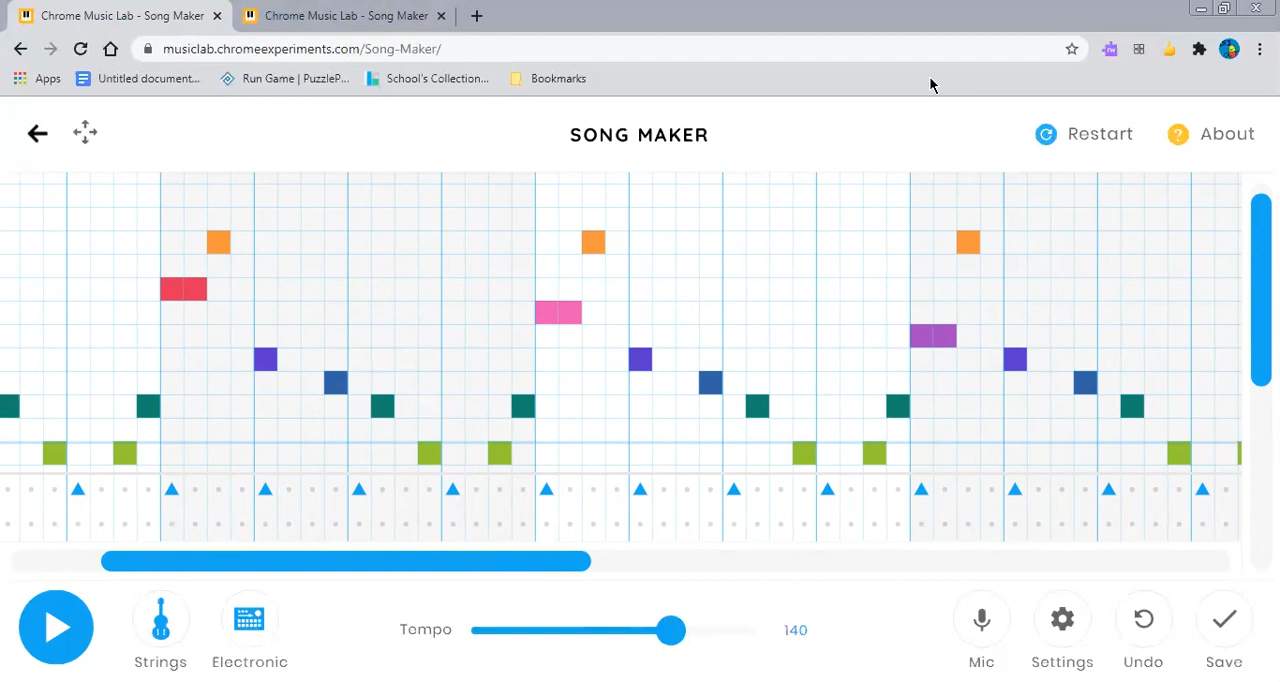 Chrome Music Lab - Song Maker
Chrome Music Lab - Song Maker
musiclab.chromeexperiments.com/Song-Maker/
Apps
Untitled document...
Run Game | PuzzleP...
School's Collection...
Bookmarks
SONG MAKER
Restart
? About
Strings
Electronic
Tempo
140
Mic
Settings
Undo
Save